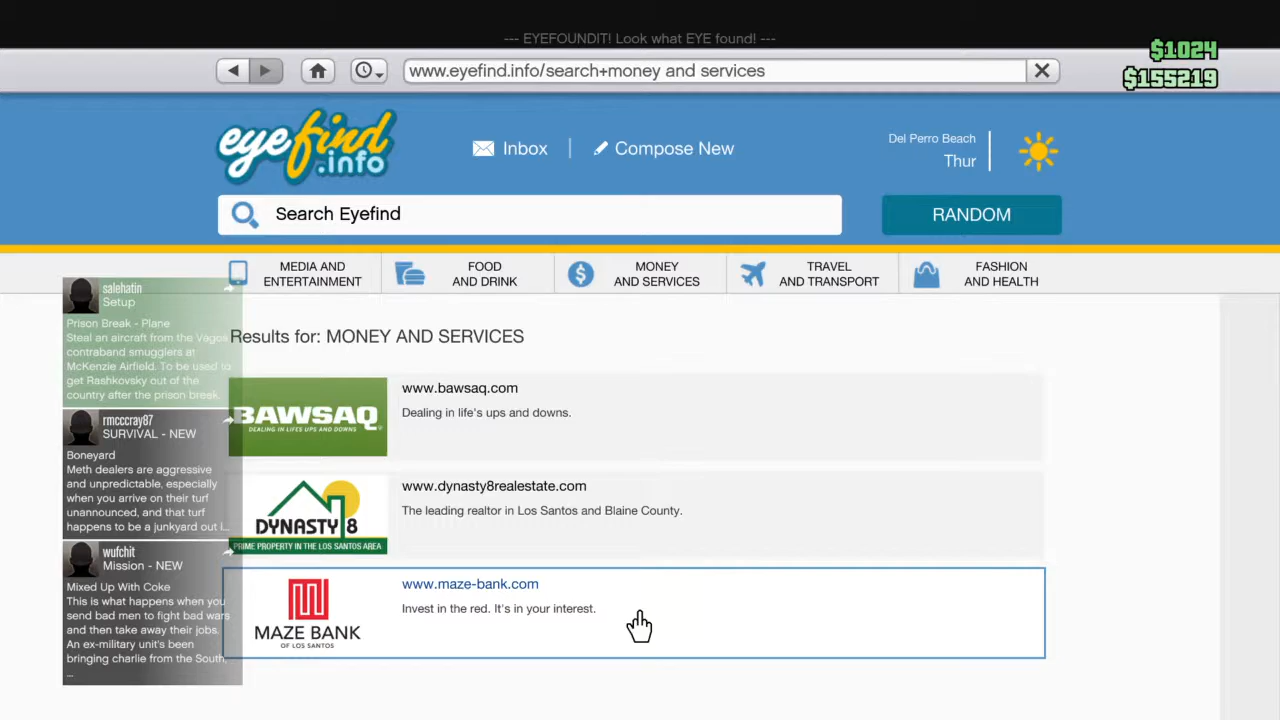 --- EYEFOUNDIT! Look what EYE found! ---
$1024
$155219
www.eyefind.info/search+money and services
eyefind
.info
Inbox
Compose New
Del Perro Beach
Thur
Search Eyefind
RANDOM
MEDIA AND
ENTERTAINMENT
FOOD
AND DRINK
MONEY
AND SERVICES
TRAVEL
AND TRANSPORT
FASHION
AND HEALTH
salehatin
Setup
Prison Break - Plane
Steal an aircraft from the Vagos
contraband smugglers at
McKenzie Airfield. To be used to
get Rashkovsky out of the
country after the prison break.
rmcccray87
SURVIVAL - NEW
Boneyard
Meth dealers are aggressive
and unpredictable, especially
when you arrive on their turf
unannounced, and that turf
happens to be a junkyard out i...
wufchit
Mission - NEW
Mixed Up With Coke
This is what happens when you
send bad men to fight bad wars
and then take away their jobs.
An ex-military unit's been
bringing charlie from the South,
...
Results for: MONEY AND SERVICES
BAWSAQ
DEALING IN LIFE'S UPS AND DOWNS
www.bawsaq.com
Dealing in life's ups and downs.
DYNASTY 8
PRIME PROPERTY IN THE LOS SANTOS AREA
www.dynasty8realestate.com
The leading realtor in Los Santos and Blaine County.
MAZE BANK
OF LOS SANTOS
www.maze-bank.com
Invest in the red. It's in your interest.